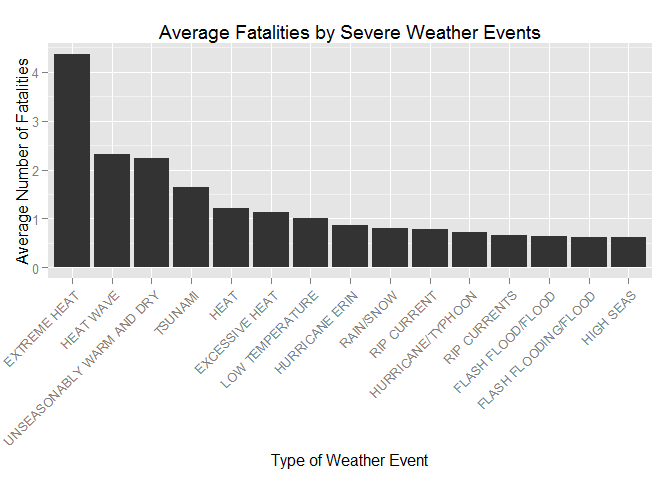 Average Fatalities by Severe Weather Events
Average Number of Fatalities
4
3
2
1
0
EXTREME HEAT
HEAT WAVE
UNSEASONABLY WARM AND DRY
TSUNAMI
HEAT
EXCESSIVE HEAT
LOW TEMPERATURE
HURRICANE ERIN
RAIN/SNOW
RIP CURRENT
HURRICANE/TYPHOON
RIP CURRENTS
FLASH FLOOD/FLOOD
FLASH FLOODING/FLOOD
HIGH SEAS
Type of Weather Event